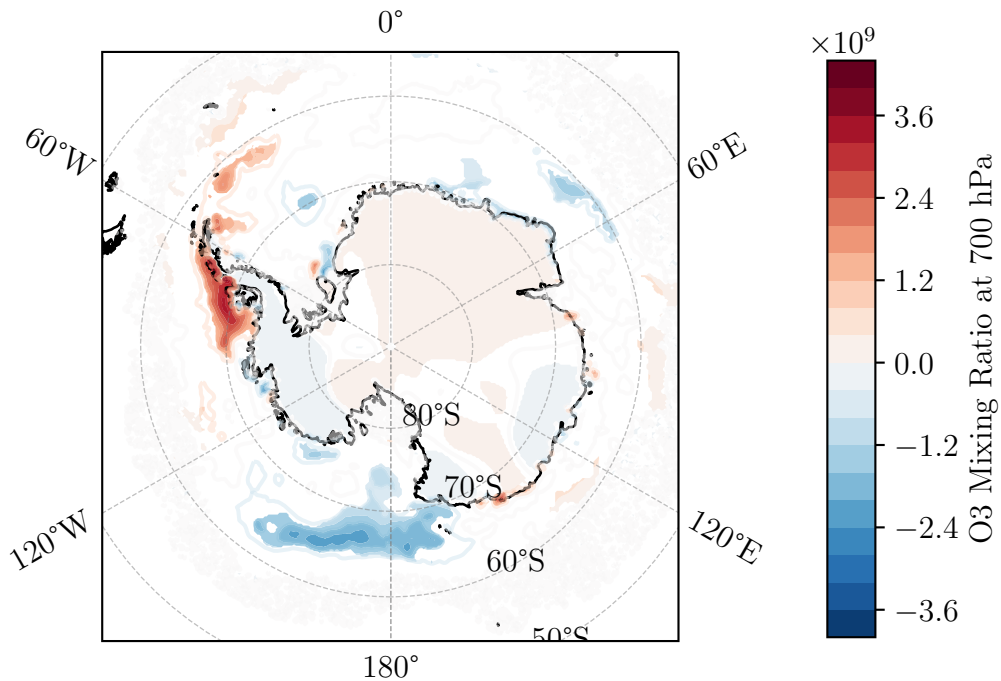 0°
×10⁹
60°W
60°E
3.6
2.4
1.2
0.0
−1.2
−2.4
−3.6
O3 Mixing Ratio at 700 hPa
80°S
70°S
60°S
50°S
120°W
120°E
180°